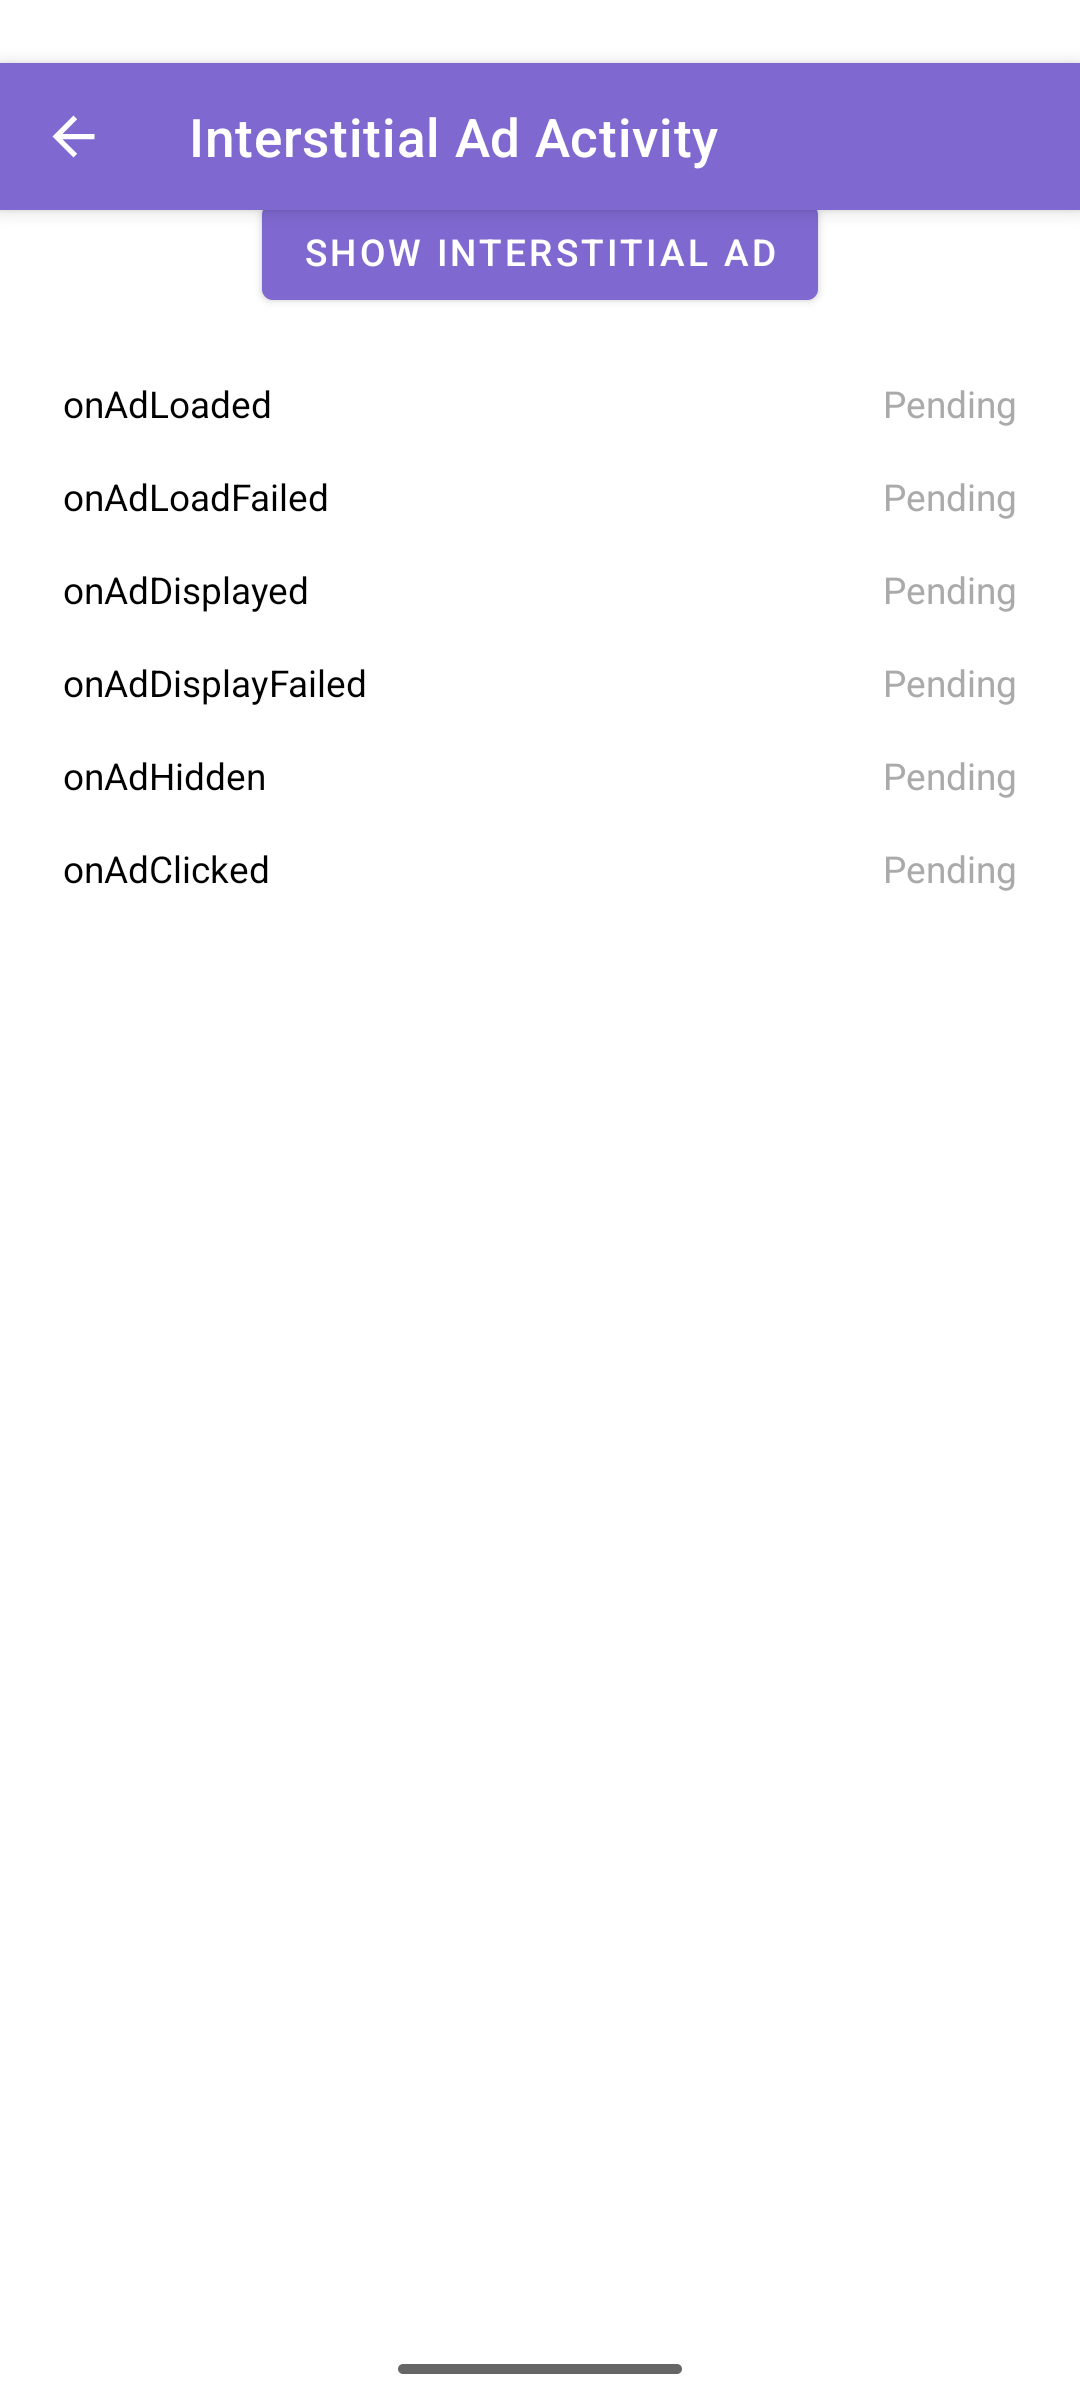 Interstitial Ad Activity
SHOW INTERSTITIAL AD
onAdLoaded Pending
onAdLoadFailed Pending
onAdDisplayed Pending
onAdDisplayFailed Pending
onAdHidden Pending
onAdClicked Pending